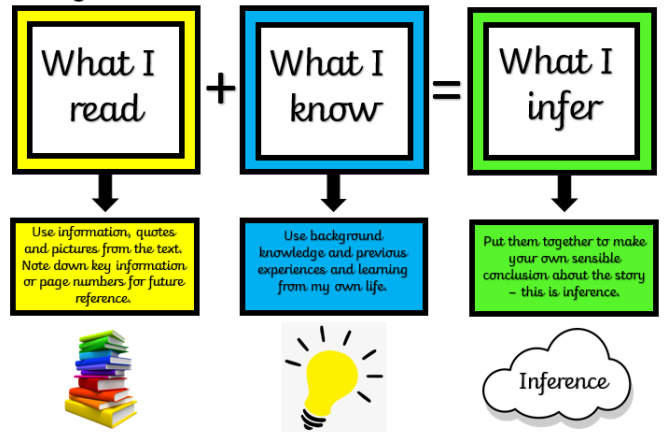 What I
read
+
What I
know
=
What I
infer
Use information, quotes
and pictures from the text.
Note down key information
or page numbers for future
reference.
Use background
knowledge and previous
experiences and learning
from my own life.
Put them together to make
your own sensible
conclusion about the story
– this is inference.
Inference